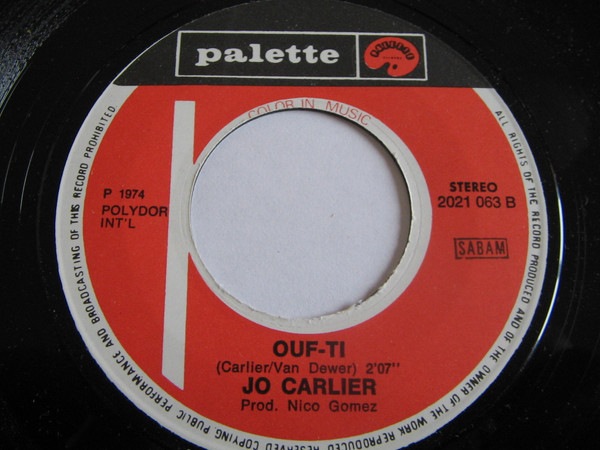 palette
COLOR IN MUSIC
P 1974
POLYDOR
INT'L
STEREO
2021 063 B
SABAM
OUF-TI
(Carlier/Van Dewer) 2'07"
JO CARLIER
Prod. Nico Gomez
ALL RIGHTS OF THE RECORD PRODUCED AND OF THE OWNER OF THE WORK REPRODUCED RESERVED COPYING PUBLIC PERFORMANCE AND BROADCASTING OF THIS RECORD PROHIBITED